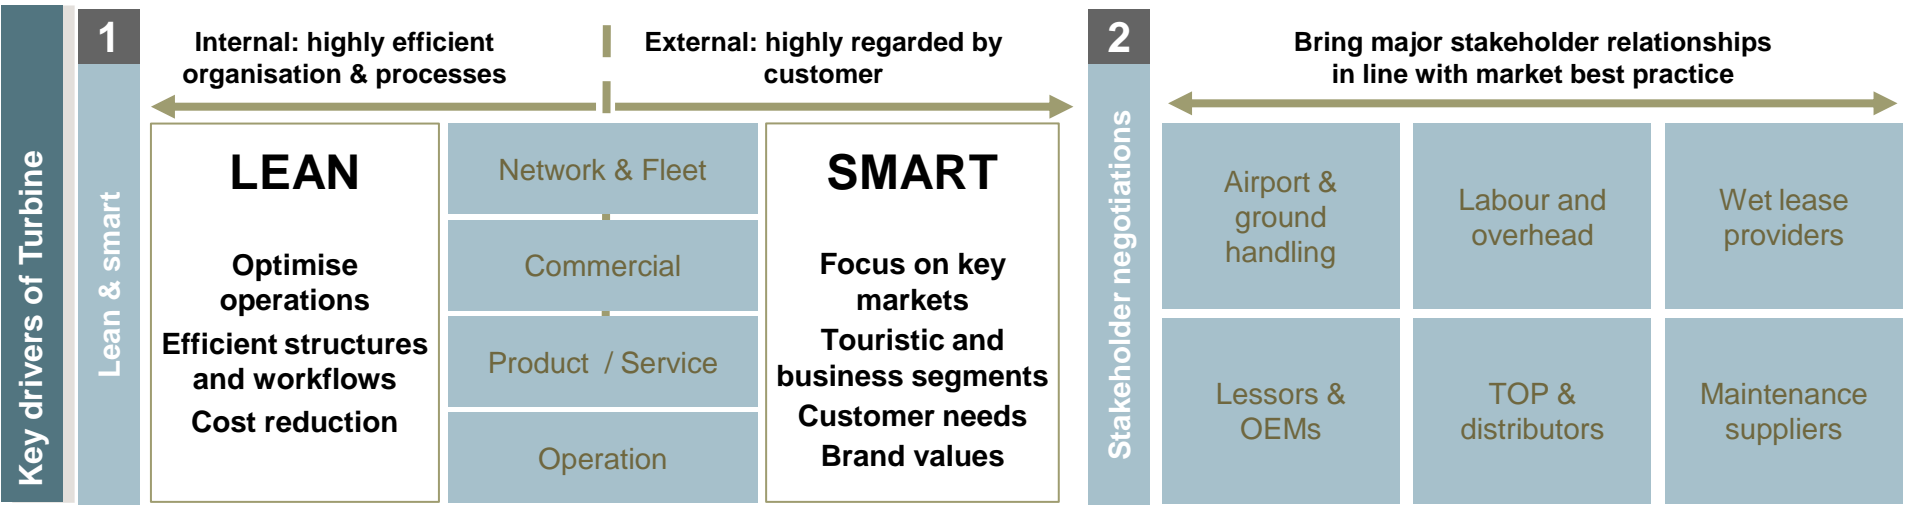 Key drivers of Turbine
1
Lean & smart
Internal: highly efficient
organisation & processes
External: highly regarded by
customer
LEAN
Optimise
operations
Efficient structures
and workflows
Cost reduction
Network & Fleet
Commercial
Product / Service
Operation
SMART
Focus on key
markets
Touristic and
business segments
Customer needs
Brand values
2
Stakeholder negotiations
Bring major stakeholder relationships
in line with market best practice
Airport &
ground
handling
Labour and
overhead
Wet lease
providers
Lessors &
OEMs
TOP &
distributors
Maintenance
suppliers